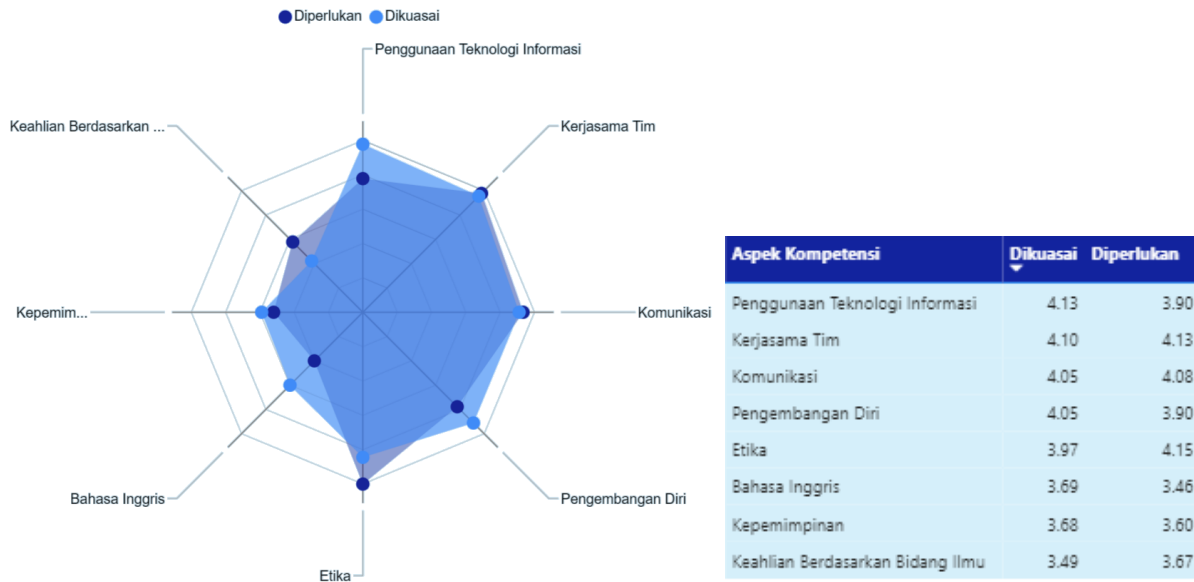 Diperlukan Dikuasai
Penggunaan Teknologi Informasi
Keahlian Berdasarkan ...
Kerjasama Tim
Kepemim...
Komunikasi
Bahasa Inggris
Pengembangan Diri
Etika
Aspek Kompetensi Dikuasai Diperlukan
Penggunaan Teknologi Informasi 4.13 3.90
Kerjasama Tim 4.10 4.13
Komunikasi 4.05 4.08
Pengembangan Diri 4.05 3.90
Etika 3.97 4.15
Bahasa Inggris 3.69 3.46
Kepemimpinan 3.68 3.60
Keahlian Berdasarkan Bidang Ilmu 3.49 3.67